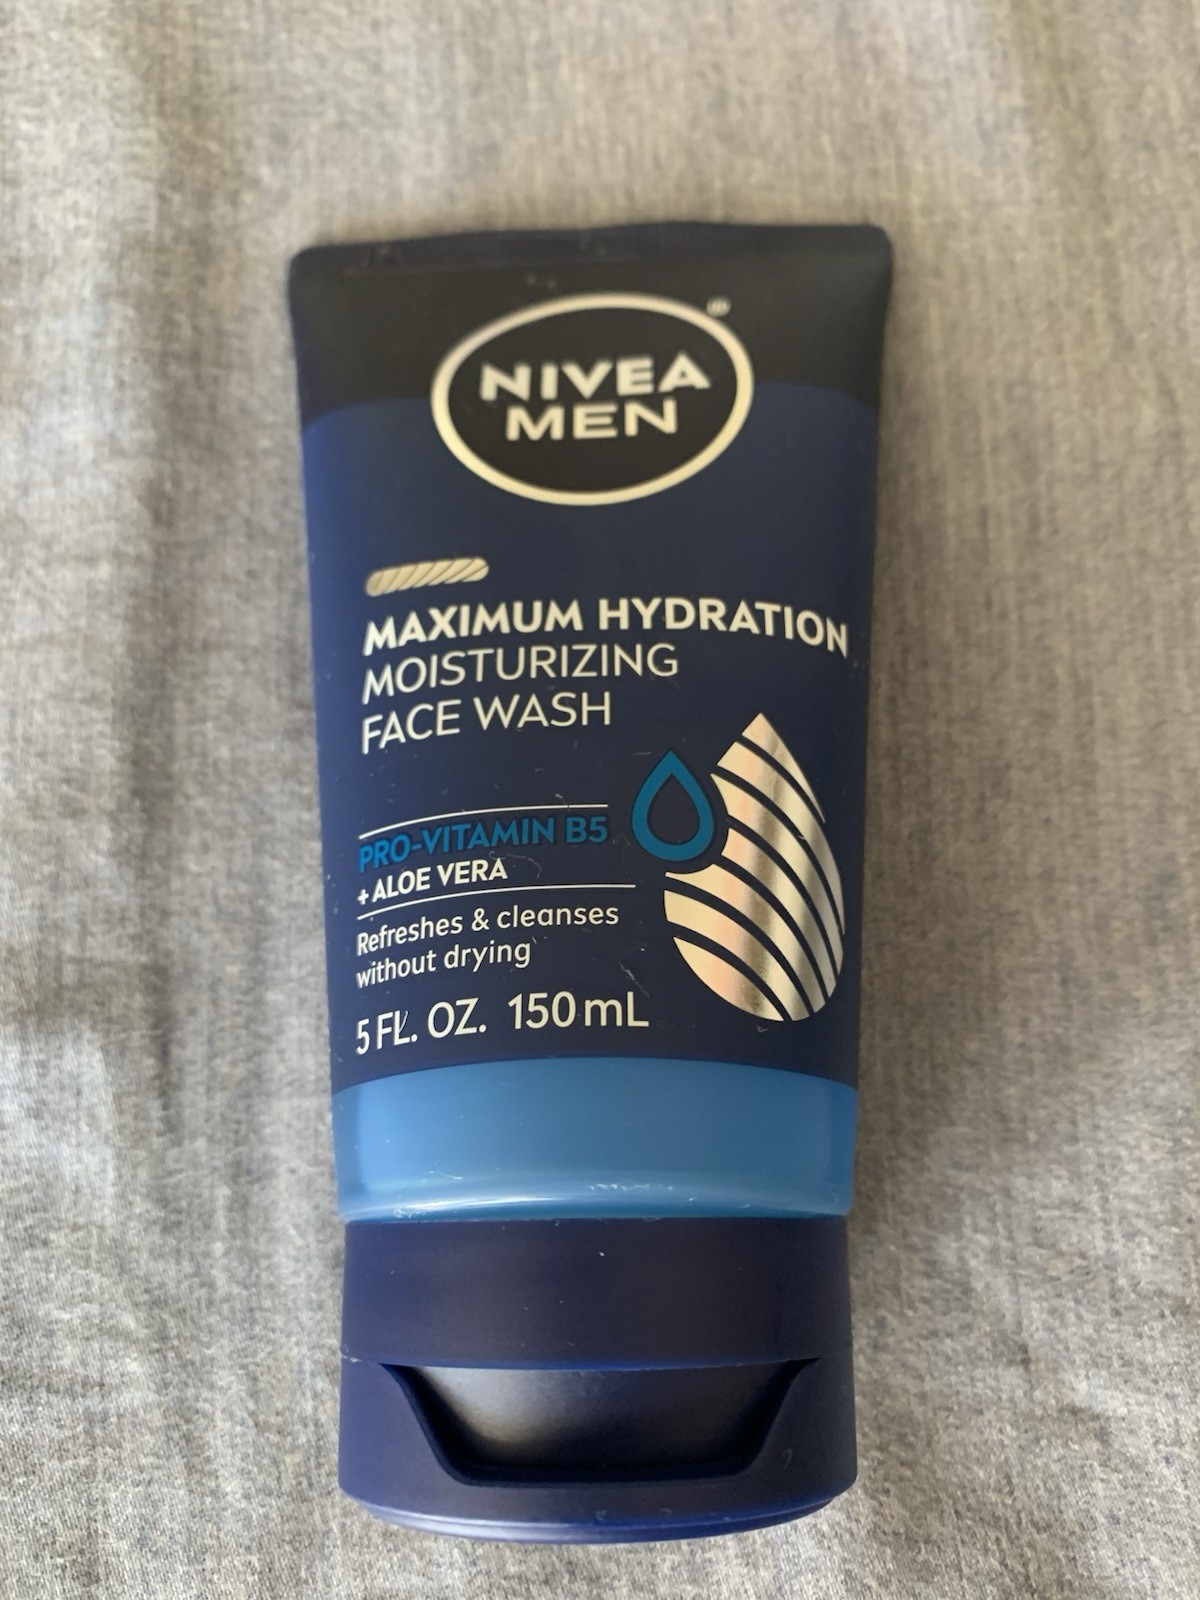 NIVEA
MEN
MAXIMUM HYDRATION
MOISTURIZING
FACE WASH
PRO-VITAMIN B5
+ ALOE VERA
Refreshes & cleanses
without drying
5 FL. OZ. 150 mL